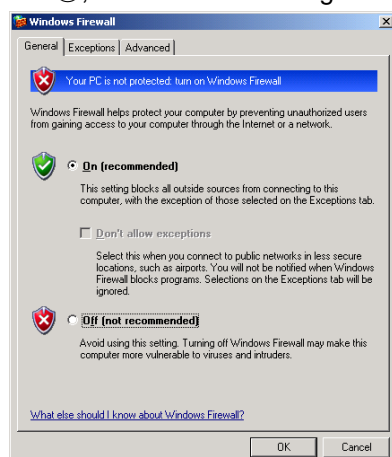 Windows Firewall
General Exceptions Advanced
Your PC is not protected: turn on Windows Firewall
Windows Firewall helps protect your computer by preventing unauthorized users
from gaining access to your computer through the Internet or a network.
On (recommended)
This setting blocks all outside sources from connecting to this
computer, with the exception of those selected on the Exceptions tab.
Don't allow exceptions
Select this when you connect to public networks in less secure
locations, such as airports. You will not be notified when Windows
Firewall blocks programs. Selections on the Exceptions tab will be
ignored.
Off (not recommended)
Avoid using this setting. Turning off Windows Firewall may make this
computer more vulnerable to viruses and intruders.
What else should I know about Windows Firewall?
OK Cancel